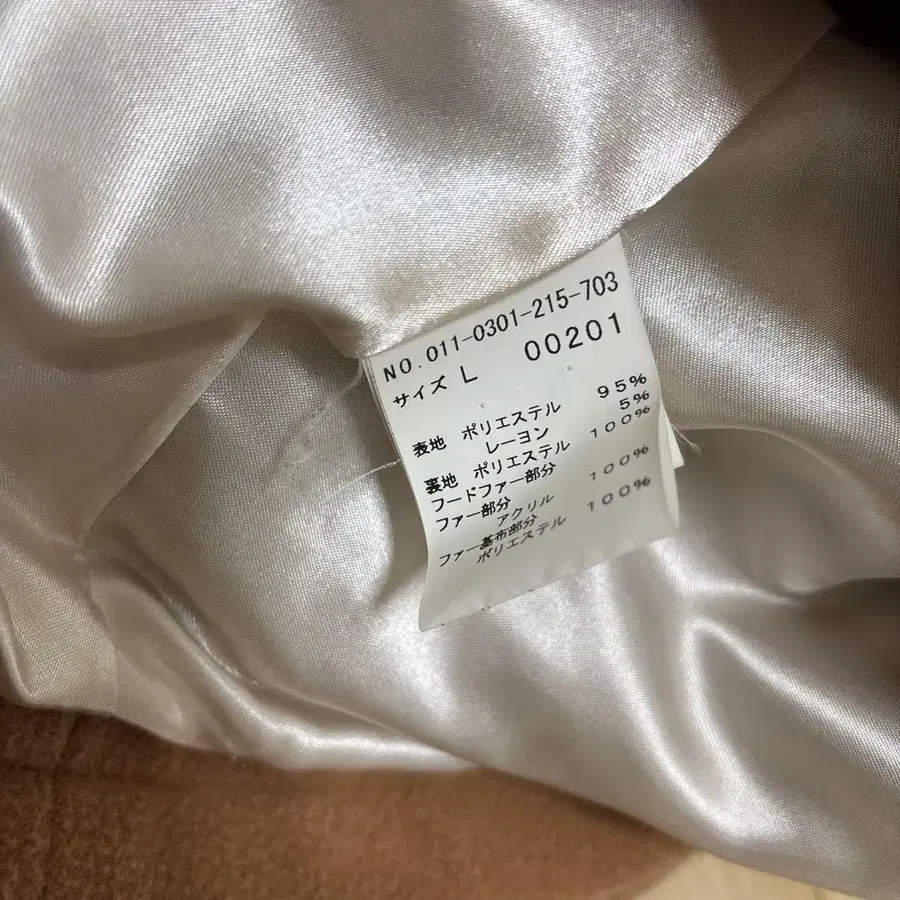 NO. 011-0301-215-703
サイズ L 00201
表地 ポリエステル 95%
レーヨン 5%
裏地 ポリエステル 100%
フードファー部分
ファー部分
アクリル 100%
ファー基布部分
ポリエステル 100%